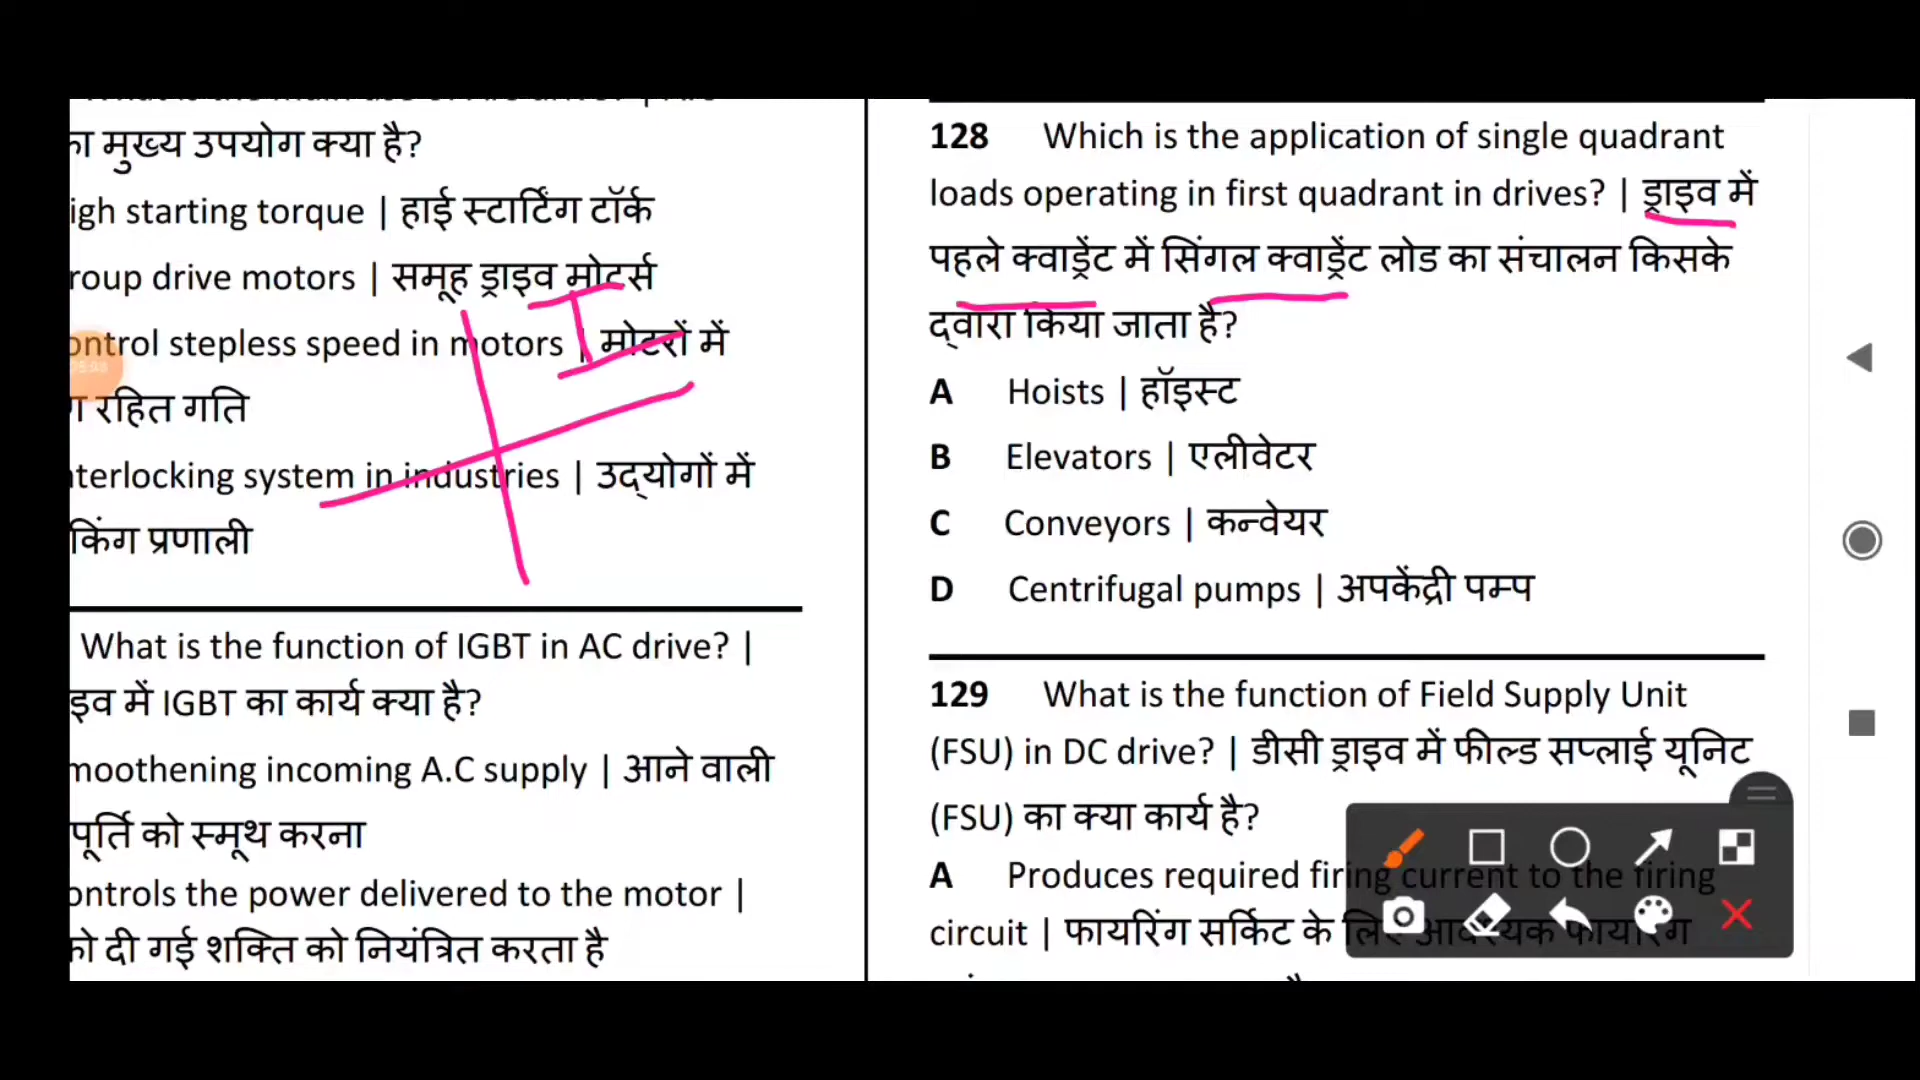 का मुख्य उपयोग क्या है?
igh starting torque | हाई स्टार्टिंग टॉर्क
roup drive motors | समूह ड्राइव मोटर्स
ontrol stepless speed in motors | मोटरों में
रहित गति
nterlocking system in industries | उद्योगों में
किंग प्रणाली
What is the function of IGBT in AC drive? |
इव में IGBT का कार्य क्या है?
moothening incoming A.C supply | आने वाली
पूर्ति को स्मूथ करना
ontrols the power delivered to the motor |
को दी गई शक्ति को नियंत्रित करता है
I
128 Which is the application of single quadrant
loads operating in first quadrant in drives? | ड्राइव में
पहले क्वाड्रेंट में सिंगल क्वाड्रेंट लोड का संचालन किसके
द्वारा किया जाता है?
A Hoists | हॉइस्ट
B Elevators | एलीवेटर
C Conveyors | कन्वेयर
D Centrifugal pumps | अपकेंद्री पम्प
129 What is the function of Field Supply Unit
(FSU) in DC drive? | डीसी ड्राइव में फील्ड सप्लाई यूनिट
(FSU) का क्या कार्य है?
A Produces required firing current to the firing
circuit | फायरिंग सर्किट के लिए आवश्यक फायरिंग